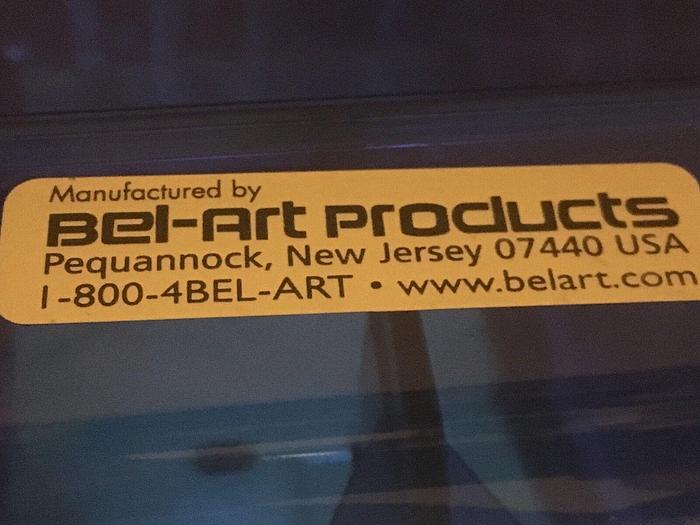 Manufactured by
Bel-Art Products
Pequannock, New Jersey 07440 USA
1-800-4BEL-ART • www.belart.com